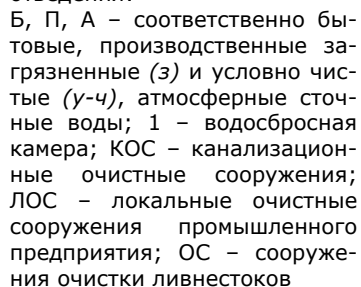 Б, П, А – соответственно бы-
товые, производственные за-
грязненные (з) и условно чис-
тые (у-ч), атмосферные сточ-
ные воды; 1 – водосбросная
камера; КОС – канализацион-
ные очистные сооружения;
ЛОС – локальные очистные
сооружения промышленного
предприятия; ОС – сооруже-
ния очистки ливнестоков